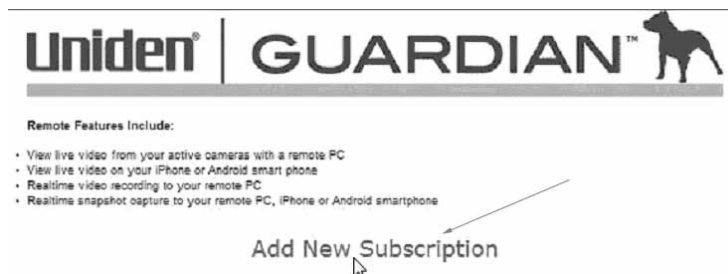 Uniden® | GUARDIAN™
Remote Features Include:
• View live video from your active cameras with a remote PC
• View live video on your iPhone or Android smart phone
• Realtime video recording to your remote PC
• Realtime snapshot capture to your remote PC, iPhone or Android smartphone
Add New Subscription